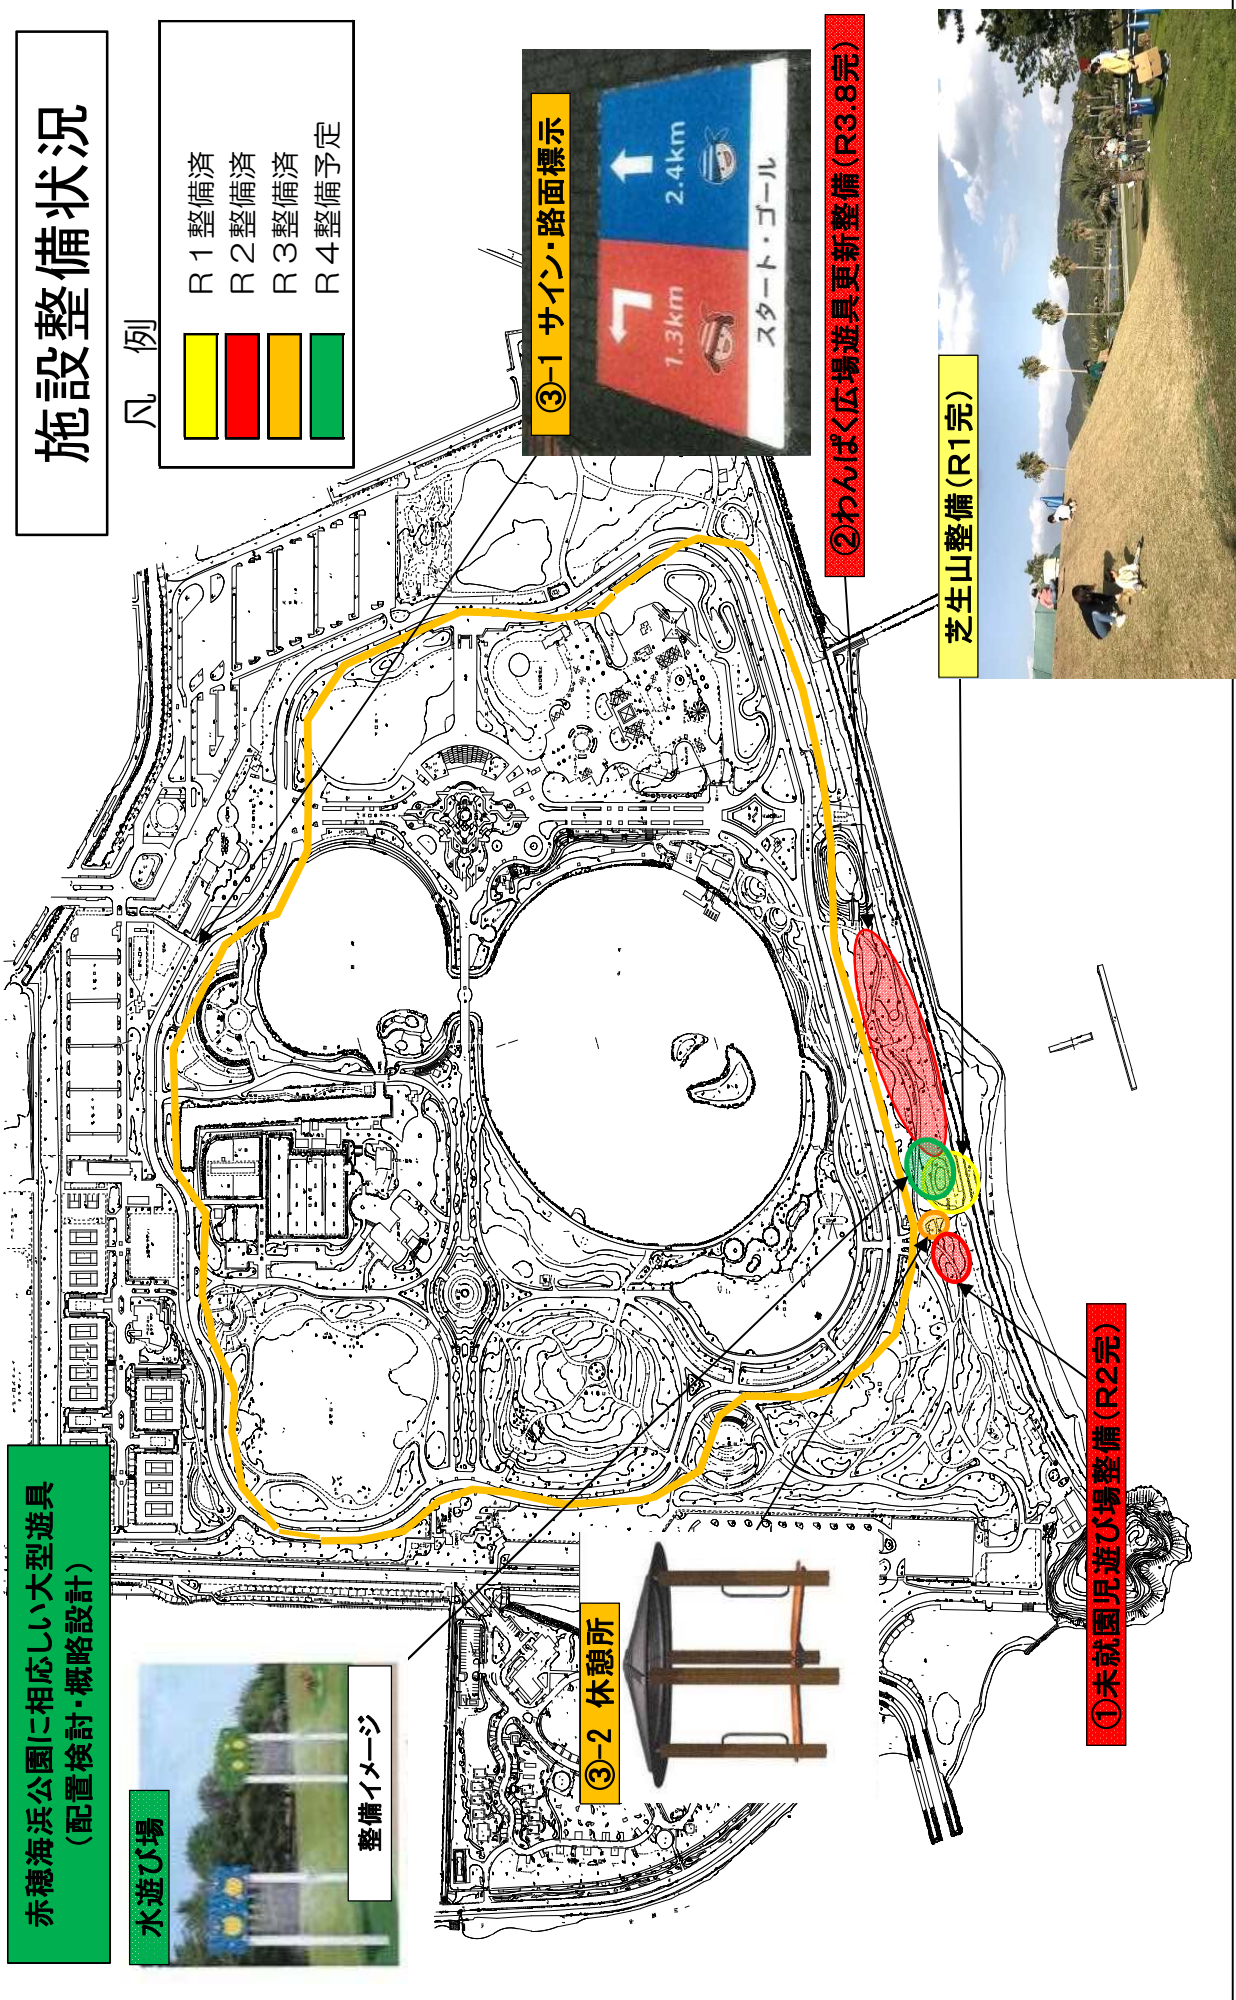 施設整備状況
凡　例
R1整備済
R2整備済
R3整備済
R4整備予定
③-1 サイン・路面標示
1.3km
2.4km
スタート・ゴール
②わんぱく広場遊具更新整備(R3.8完)
芝生山整備(R1完)
赤穂海浜公園に相応しい大型遊具
(配置検討・概略設計)
水遊び場
整備イメージ
③-2 休憩所
①未就園児遊び場整備(R2完)